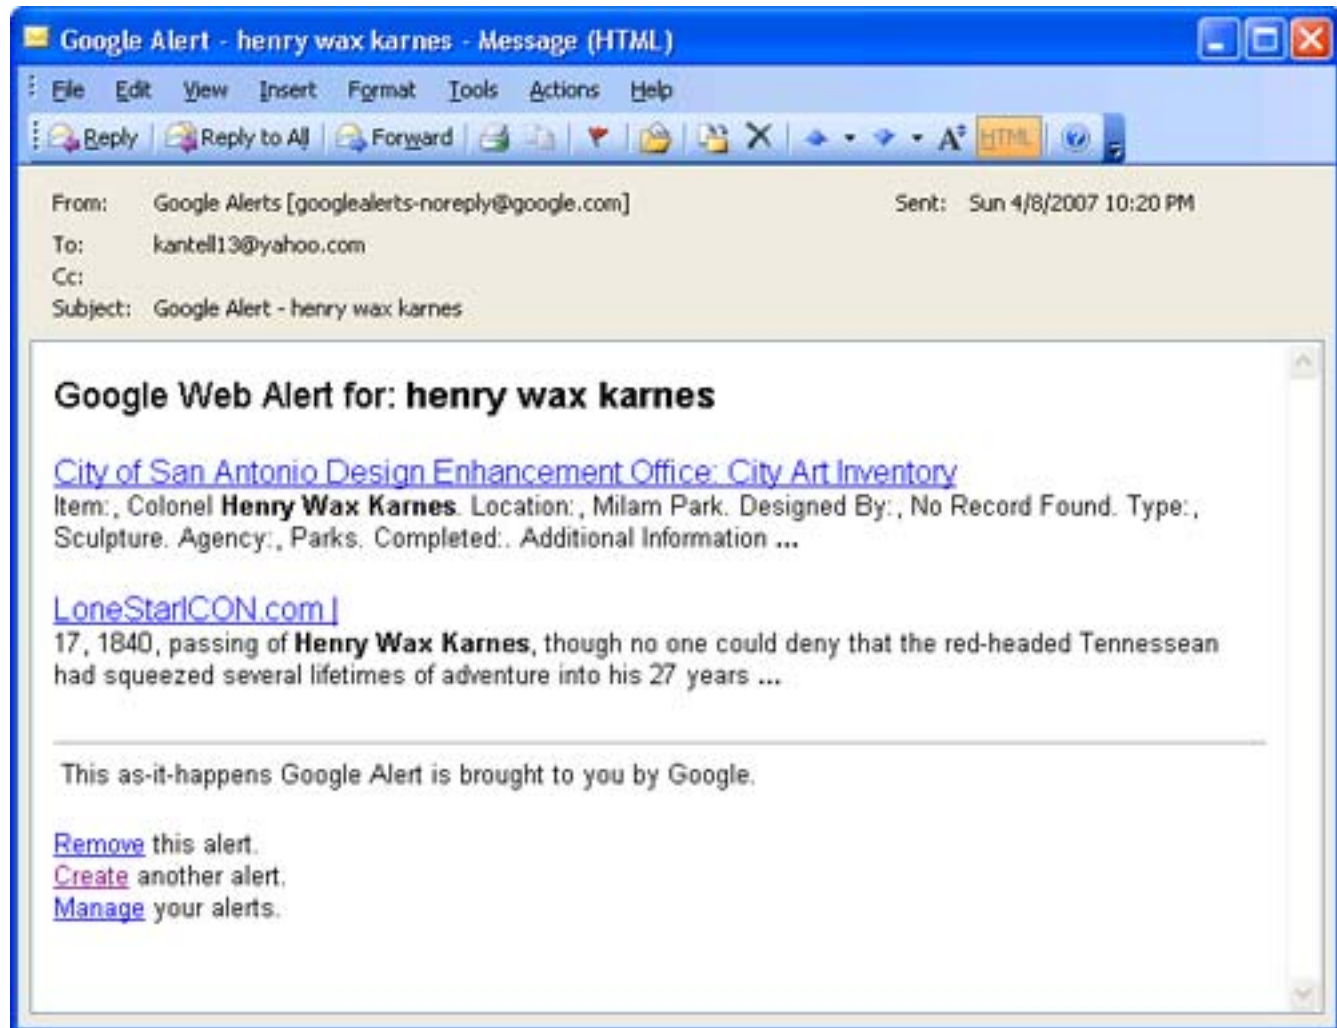 Google Alert - henry wax karnes - Message (HTML)
File Edit View Insert Format Tools Actions Help
Reply Reply to All Forward A HTML ?
From: Google Alerts [googlealerts-noreply@google.com] Sent: Sun 4/8/2007 10:20 PM
To: kantell13@yahoo.com
Cc:
Subject: Google Alert - henry wax karnes
Google Web Alert for: henry wax karnes
City of San Antonio Design Enhancement Office: City Art Inventory
Item:, Colonel Henry Wax Karnes. Location:, Milam Park. Designed By:, No Record Found. Type:,
Sculpture. Agency:, Parks. Completed:. Additional Information ...
LoneStarICON.com |
17, 1840, passing of Henry Wax Karnes, though no one could deny that the red-headed Tennessean
had squeezed several lifetimes of adventure into his 27 years ...
This as-it-happens Google Alert is brought to you by Google.
Remove this alert.
Create another alert.
Manage your alerts.